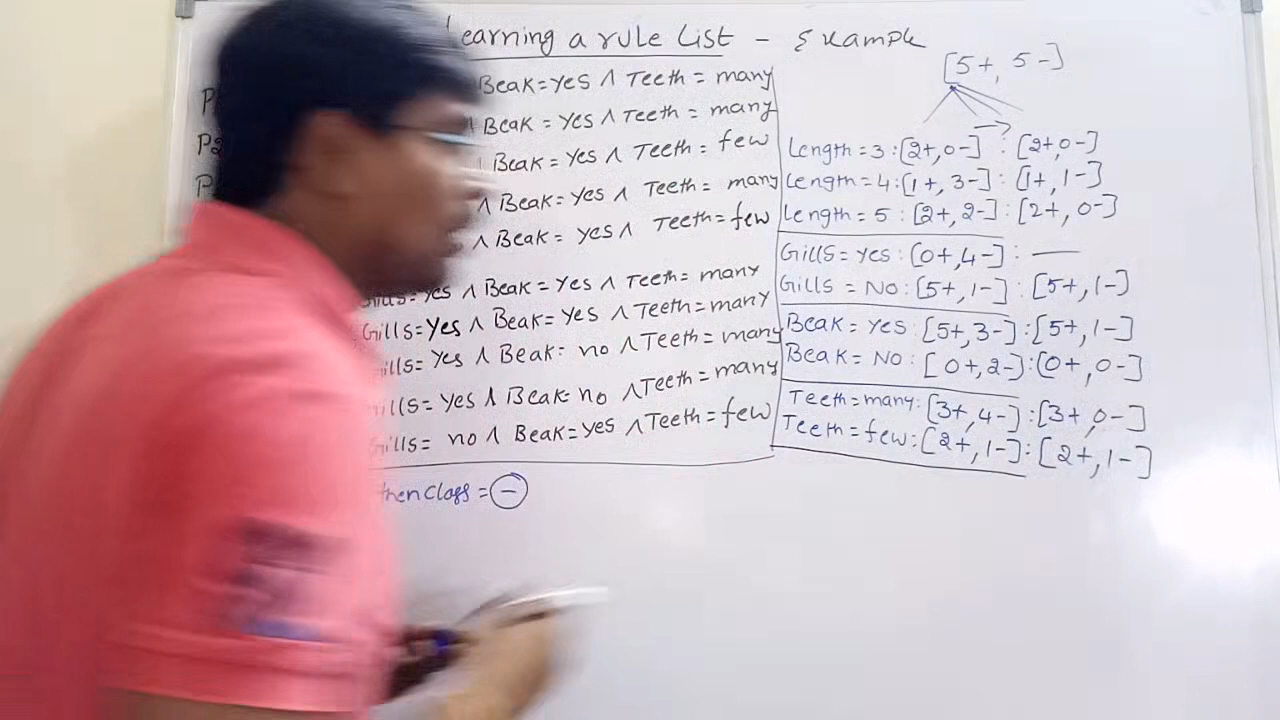 Learning a rule List - Example
[5+, 5-]
Beak=yes ∧ Teeth= many
Beak= yes ∧ Teeth= many
Beak= yes ∧ Teeth= few
∧ Beak=yes ∧ Teeth= many
∧ Beak= yes ∧ Teeth=few
Gills=yes ∧ Beak=yes ∧ Teeth= many
Gills=yes ∧ Beak= yes ∧ Teeth=many
Gills= yes ∧ Beak= no ∧ Teeth=many
Gills= yes ∧ Beak= no ∧ Teeth=many
Gills= no ∧ Beak=yes ∧ Teeth=few
then Class = -
Length = 3 : [2+, 0-] : [2+, 0-]
Length = 4 : [1+, 3-] : [1+, 1-]
Length = 5 : [2+, 2-] : [2+, 0-]
Gills= yes : [0+, 4-] : —
Gills = NO : [5+, 1-] : [5+, 1-]
Beak = yes : [5+, 3-] : [5+, 1-]
Beak = NO : [0+, 2-] : [0+, 0-]
Teeth=many: [3+, 4-] : [3+, 0-]
Teeth=few: [2+, 1-] : [2+, 1-]